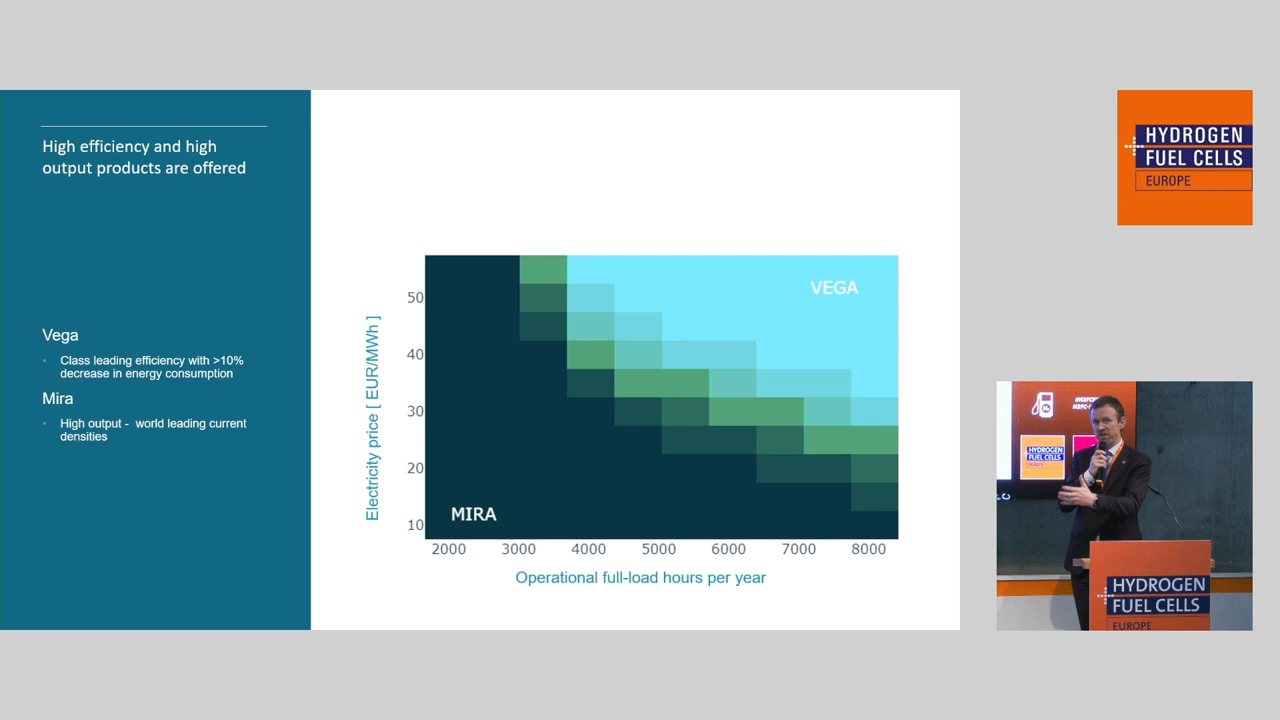 High efficiency and high
output products are offered
Vega
• Class leading efficiency with >10%
decrease in energy consumption
Mira
• High output - world leading current
densities
Electricity price [ EUR/MWh ]
50
40
30
20
10
VEGA
MIRA
2000 3000 4000 5000 6000 7000 8000
Operational full-load hours per year
HYDROGEN
FUEL CELLS
EUROPE
HYDROGEN
FUEL CELLS
HYDROGEN
FUEL CELLS
EUROPE